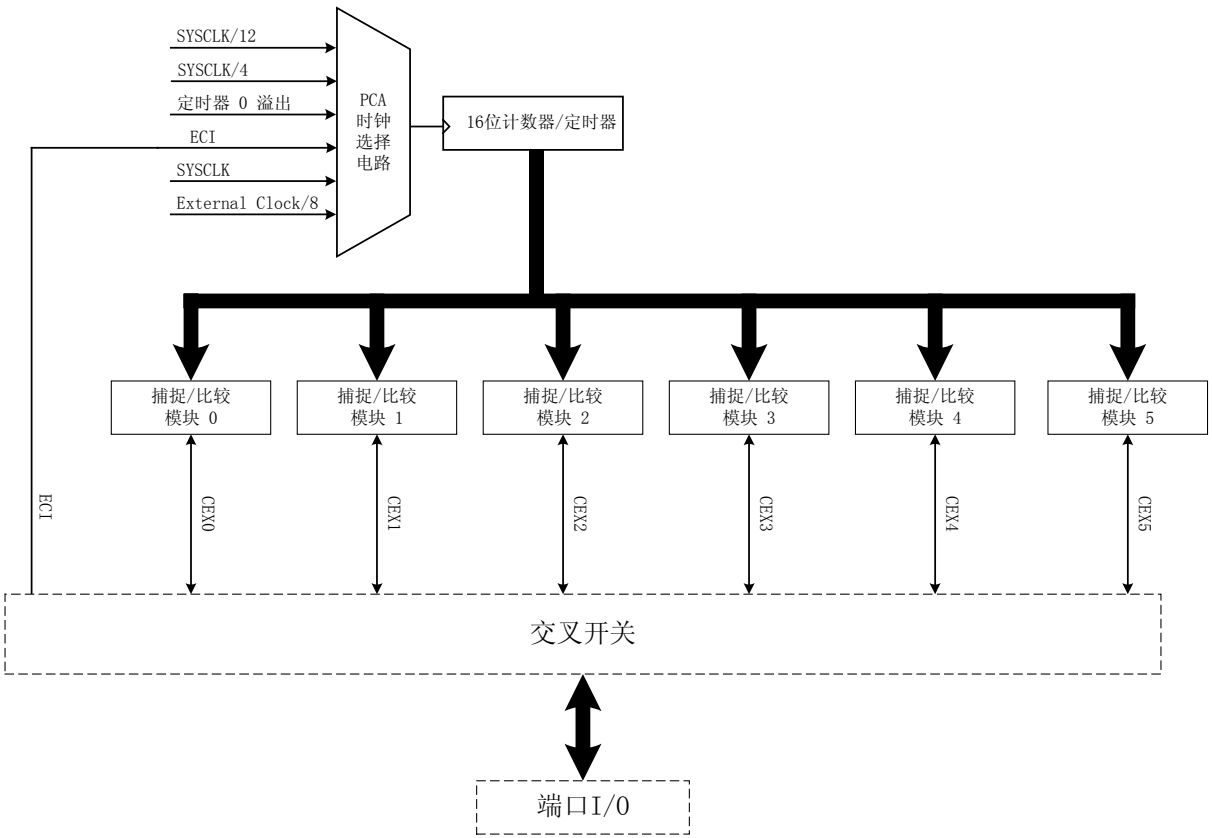 SYSCLK/12
SYSCLK/4
定时器 0 溢出
ECI
SYSCLK
External Clock/8
PCA
时钟
选择
电路
16位计数器/定时器
捕捉/比较
模块 0
捕捉/比较
模块 1
捕捉/比较
模块 2
捕捉/比较
模块 3
捕捉/比较
模块 4
捕捉/比较
模块 5
ECI
CEX0
CEX1
CEX2
CEX3
CEX4
CEX5
交叉开关
端口I/O